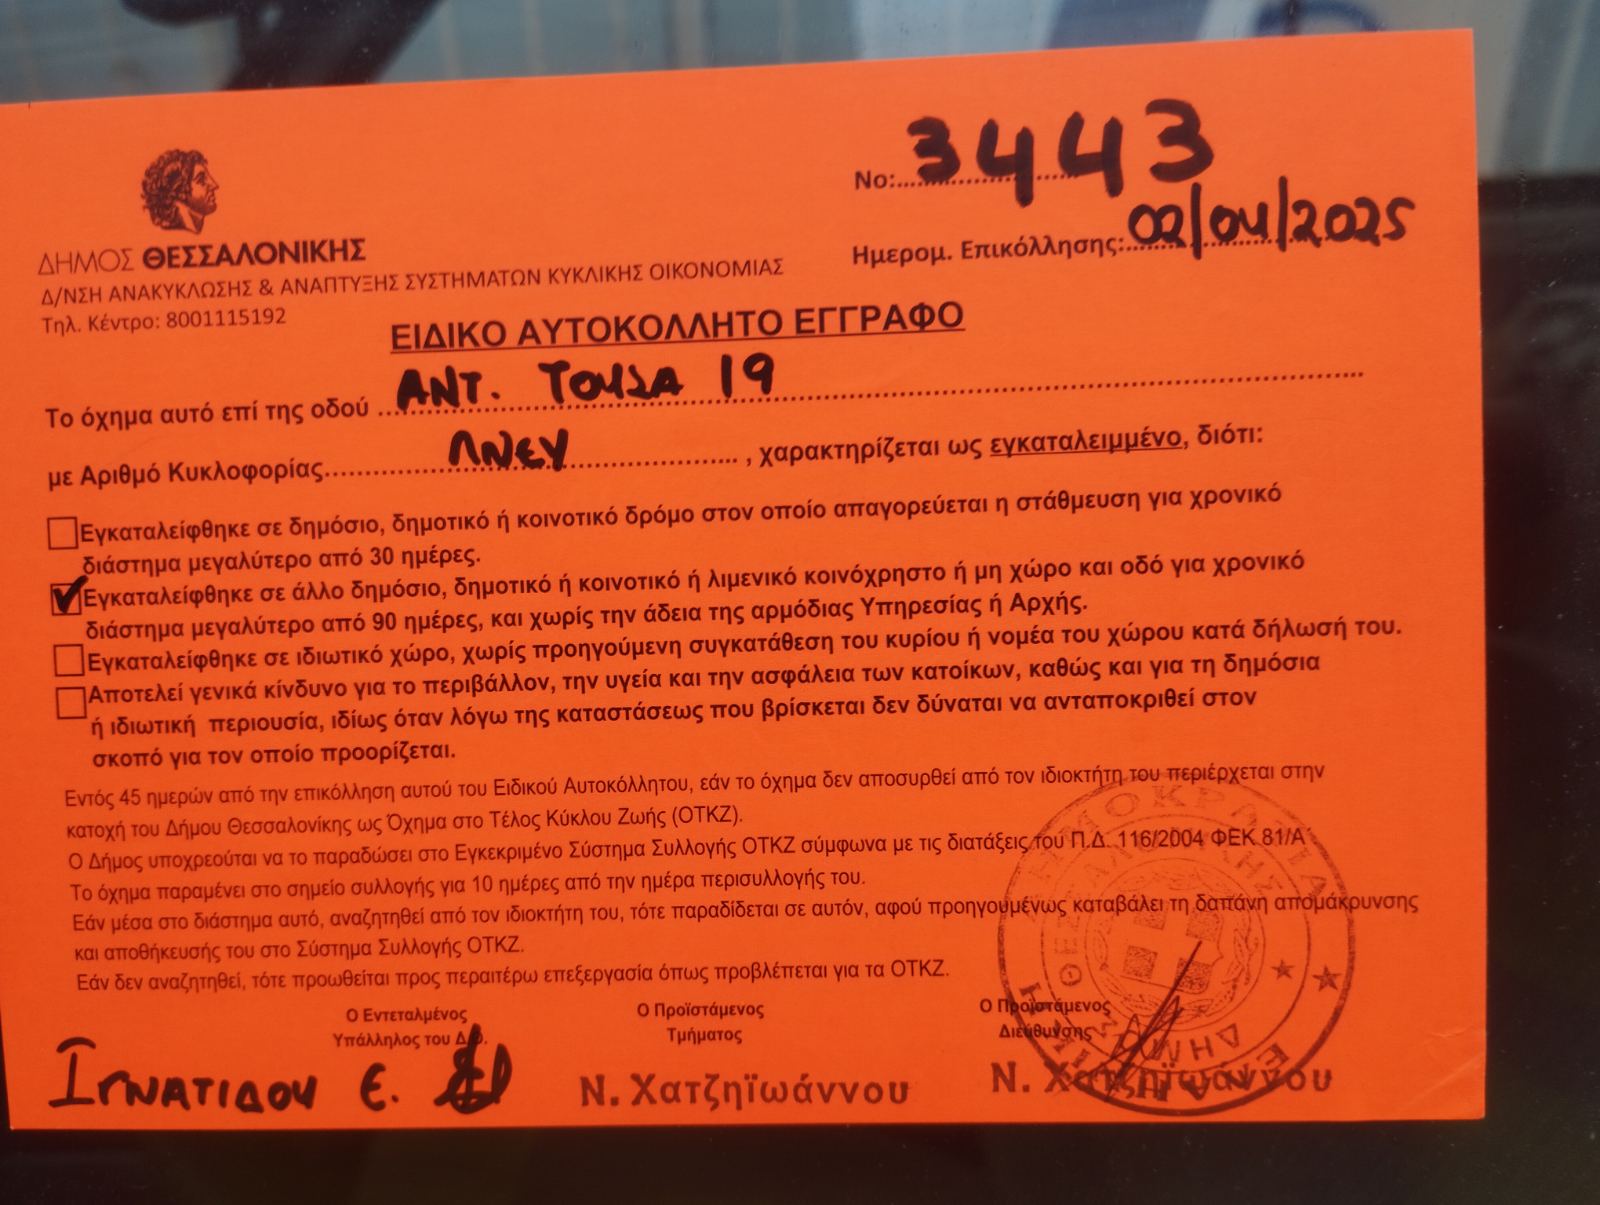 Νο: 3443
Ημερομ. Επικόλλησης: 02/04/2025
ΔΗΜΟΣ ΘΕΣΣΑΛΟΝΙΚΗΣ
Δ/ΝΣΗ ΑΝΑΚΥΚΛΩΣΗΣ & ΑΝΑΠΤΥΞΗΣ ΣΥΣΤΗΜΑΤΩΝ ΚΥΚΛΙΚΗΣ ΟΙΚΟΝΟΜΙΑΣ
Τηλ. Κέντρο: 8001115192
ΕΙΔΙΚΟ ΑΥΤΟΚΟΛΛΗΤΟ ΕΓΓΡΑΦΟ
Το όχημα αυτό επί της οδού ΑΝΤ. ΤΟΥΣΑ 19
με Αριθμό Κυκλοφορίας ΑΝΕΥ , χαρακτηρίζεται ως εγκαταλειμμένο, διότι:
Εγκαταλείφθηκε σε δημόσιο, δημοτικό ή κοινοτικό δρόμο στον οποίο απαγορεύεται η στάθμευση για χρονικό
διάστημα μεγαλύτερο από 30 ημέρες.
Εγκαταλείφθηκε σε άλλο δημόσιο, δημοτικό ή κοινοτικό ή λιμενικό κοινόχρηστο ή μη χώρο και οδό για χρονικό
διάστημα μεγαλύτερο από 90 ημέρες, και χωρίς την άδεια της αρμόδιας Υπηρεσίας ή Αρχής.
Εγκαταλείφθηκε σε ιδιωτικό χώρο, χωρίς προηγούμενη συγκατάθεση του κυρίου ή νομέα του χώρου κατά δήλωσή του.
Αποτελεί γενικά κίνδυνο για το περιβάλλον, την υγεία και την ασφάλεια των κατοίκων, καθώς και για τη δημόσια
ή ιδιωτική περιουσία, ιδίως όταν λόγω της καταστάσεως που βρίσκεται δεν δύναται να ανταποκριθεί στον
σκοπό για τον οποίο προορίζεται.
Εντός 45 ημερών από την επικόλληση αυτού του Ειδικού Αυτοκόλλητου, εάν το όχημα δεν αποσυρθεί από τον ιδιοκτήτη του περιέρχεται στην
κατοχή του Δήμου Θεσσαλονίκης ως Όχημα στο Τέλος Κύκλου Ζωής (ΟΤΚΖ).
Ο Δήμος υποχρεούται να το παραδώσει στο Εγκεκριμένο Σύστημα Συλλογής ΟΤΚΖ σύμφωνα με τις διατάξεις του Π.Δ. 116/2004 ΦΕΚ 81/Α
Το όχημα παραμένει στο σημείο συλλογής για 10 ημέρες από την ημέρα περισυλλογής του.
Εάν μέσα στο διάστημα αυτό, αναζητηθεί από τον ιδιοκτήτη του, τότε παραδίδεται σε αυτόν, αφού προηγουμένως καταβάλει τη δαπάνη απομάκρυνσης
και αποθήκευσής του στο Σύστημα Συλλογής ΟΤΚΖ.
Εάν δεν αναζητηθεί, τότε προωθείται προς περαιτέρω επεξεργασία όπως προβλέπεται για τα ΟΤΚΖ.
Ο Εντεταλμένος
Υπάλληλος του Δ.Θ.
Ο Προϊστάμενος
Τμήματος
Ο Προϊστάμενος
Διεύθυνσης
ΙΓΝΑΤΙΔΟΥ Ε.
Ν. Χατζηϊωάννου
Ν. Χατζηϊωάννου
ΕΛΛΗΝΙΚΗ ΔΗΜΟΚΡΑΤΙΑ
ΔΗΜΟΣ ΘΕΣΣΑΛΟΝΙΚΗΣ